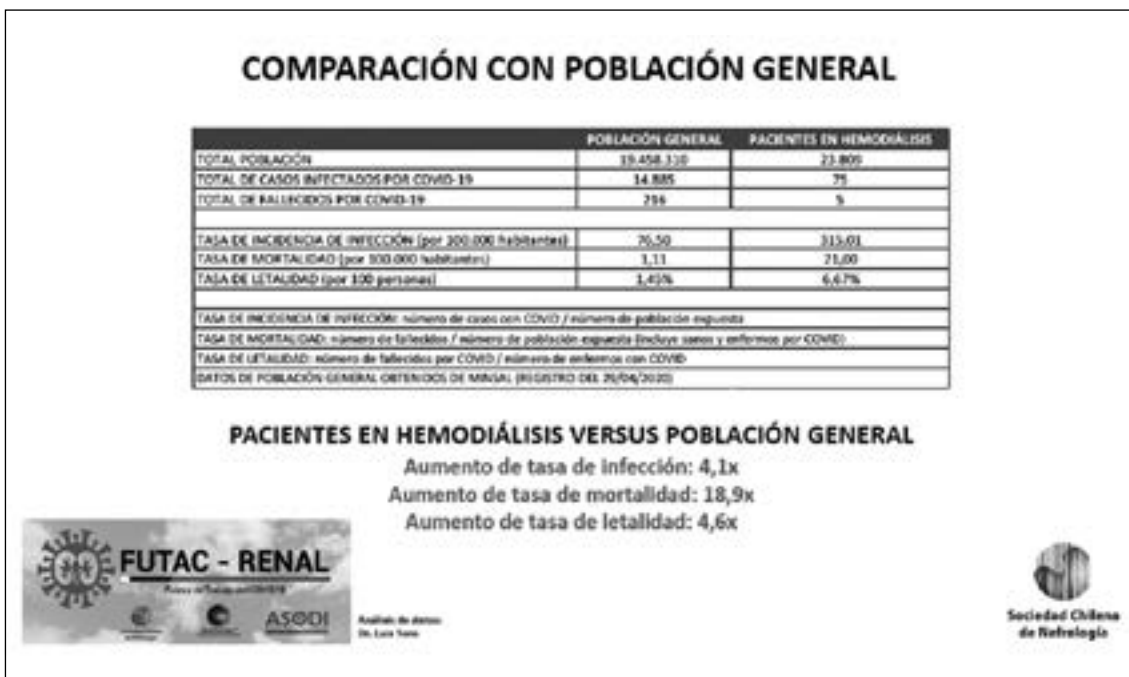 COMPARACIÓN CON POBLACIÓN GENERAL
POBLACIÓN GENERAL PACIENTES EN HEMODIÁLISIS
TOTAL POBLACIÓN 19.458.310 23.809
TOTAL DE CASOS INFECTADOS POR COVID-19 14.885 75
TOTAL DE FALLECIDOS POR COVID-19 216 5
TASA DE INCIDENCIA DE INFECCIÓN (por 100.000 habitantes) 76,50 315,01
TASA DE MORTALIDAD (por 100.000 habitantes) 1,11 21,00
TASA DE LETALIDAD (por 100 personas) 1,45% 6,67%
TASA DE INCIDENCIA DE INFECCIÓN: número de casos con COVID / número de población expuesta
TASA DE MORTALIDAD: número de fallecidos / número de población expuesta (incluye sanos y enfermos por COVID)
TASA DE LETALIDAD: número de fallecidos por COVID / número de enfermos con COVID
DATOS DE POBLACIÓN GENERAL OBTENIDOS DE MINSAL (REGISTRO DEL 29/04/2020)
PACIENTES EN HEMODIÁLISIS VERSUS POBLACIÓN GENERAL
Aumento de tasa de infección: 4,1x
Aumento de tasa de mortalidad: 18,9x
Aumento de tasa de letalidad: 4,6x
FUTAC - RENAL
ASODI
Análisis de datos:
Dr.
Sociedad Chilena
de Nefrología